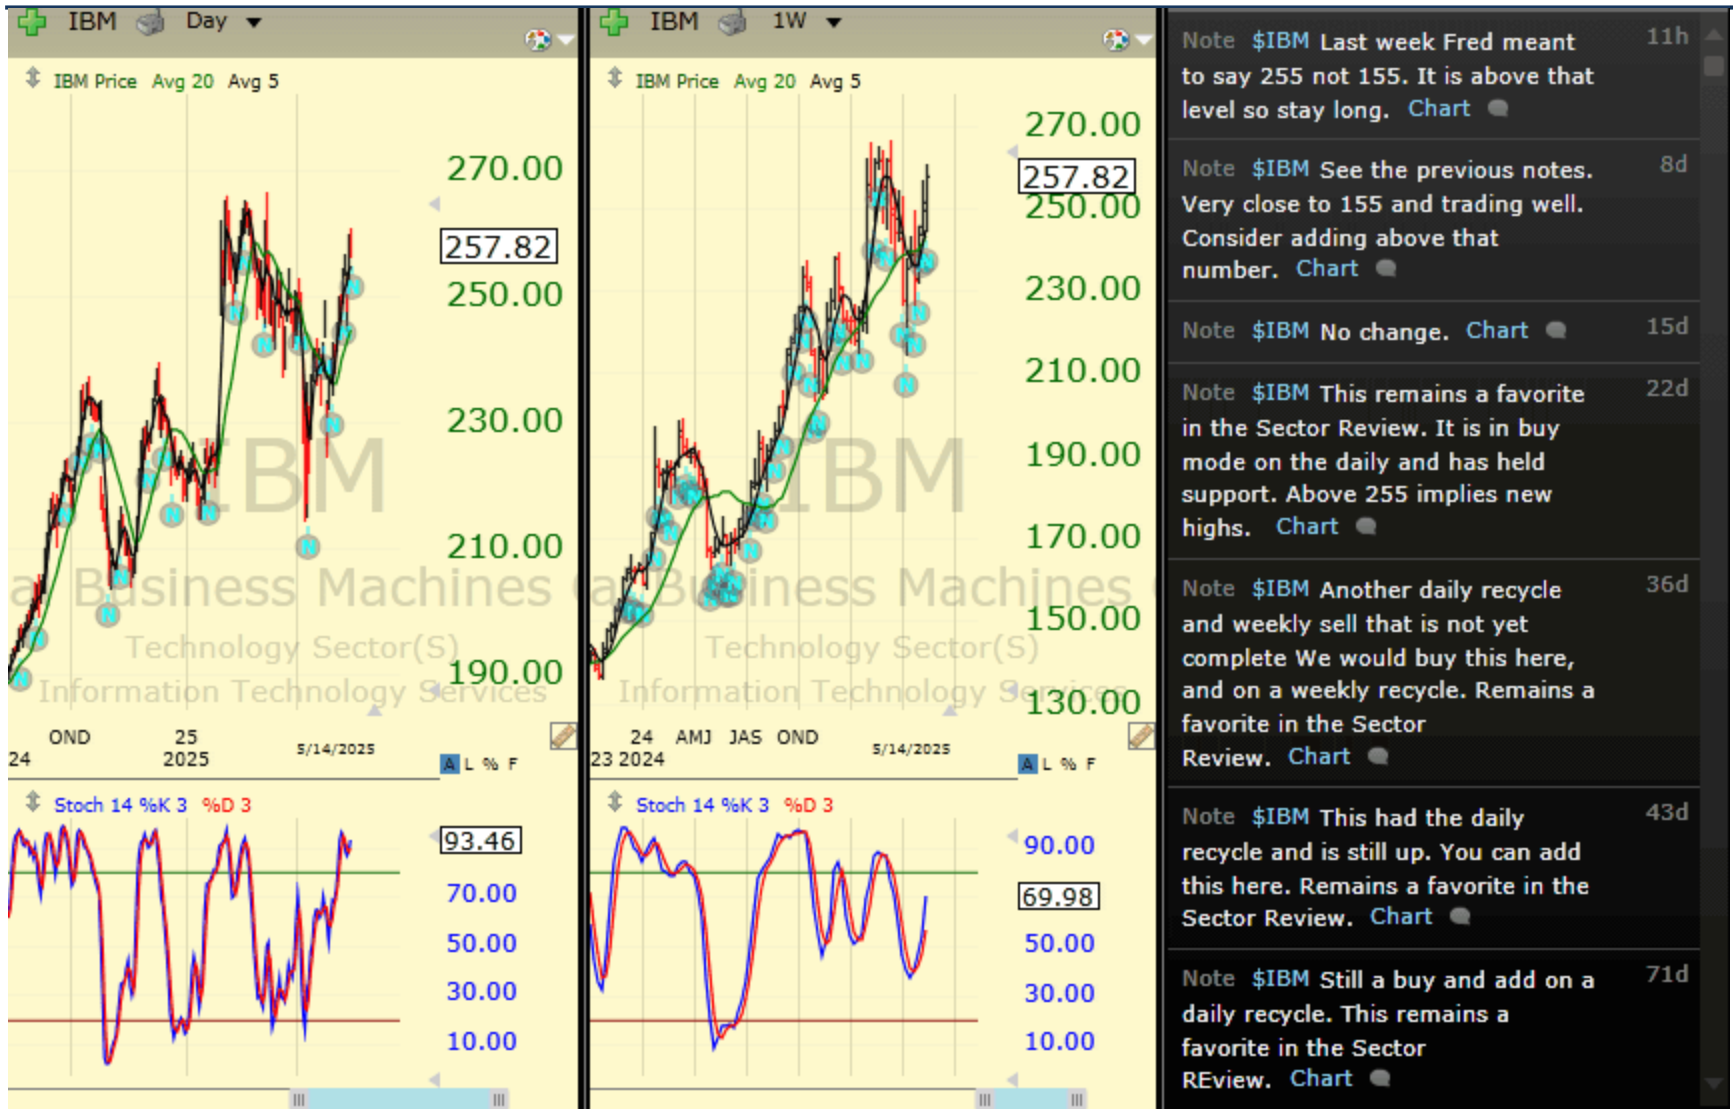 IBM Day
IBM Price Avg 20 Avg 5
270.00
257.82
250.00
230.00
IBM
210.00
Business Machines
Technology Sector(S)
190.00
Information Technology Services
OND 25
24 2025 5/14/2025
A L % F
Stoch 14 %K 3 %D 3
93.46
70.00
50.00
30.00
10.00
IBM 1W
IBM Price Avg 20 Avg 5
270.00
257.82
250.00
230.00
210.00
190.00
IBM
170.00
Business Machines
150.00
Technology Sector(S)
Information Technology Services
130.00
24 AMJ JAS OND
23 2024 5/14/2025
A L % F
Stoch 14 %K 3 %D 3
90.00
69.98
50.00
30.00
10.00
Note $IBM Last week Fred meant 11h
to say 255 not 155. It is above that
level so stay long. Chart
Note $IBM See the previous notes. 8d
Very close to 155 and trading well.
Consider adding above that
number. Chart
Note $IBM No change. Chart 15d
Note $IBM This remains a favorite 22d
in the Sector Review. It is in buy
mode on the daily and has held
support. Above 255 implies new
highs. Chart
Note $IBM Another daily recycle 36d
and weekly sell that is not yet
complete We would buy this here,
and on a weekly recycle. Remains a
favorite in the Sector
Review. Chart
Note $IBM This had the daily 43d
recycle and is still up. You can add
this here. Remains a favorite in the
Sector Review. Chart
Note $IBM Still a buy and add on a 71d
daily recycle. This remains a
favorite in the Sector
REview. Chart